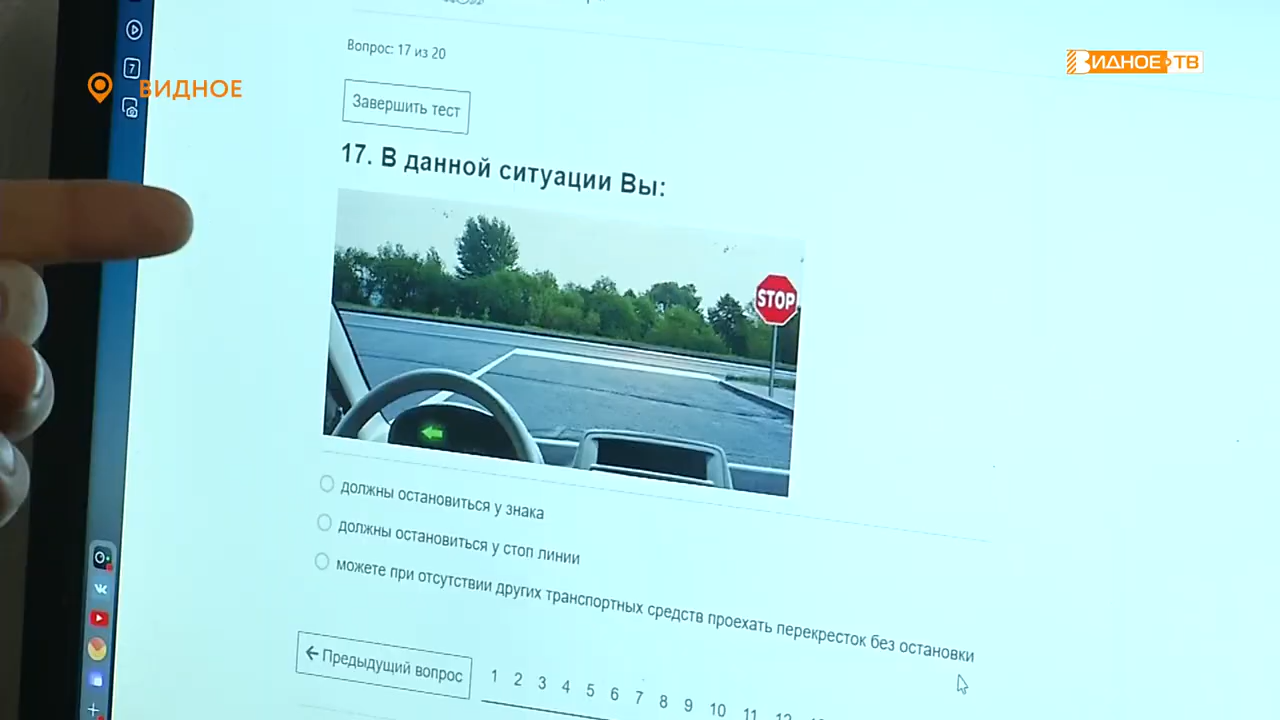 Вопрос: 17 из 20
ВИДНОЕ ТВ
7
ВИДНОЕ
Завершить тест
17. В данной ситуации Вы:
STOP
должны остановиться у знака
должны остановиться у стоп линии
можете при отсутствии других транспортных средств проехать перекресток без остановки
Предыдущий вопрос
1 2 3 4 5 6 7 8 9 10 11 12